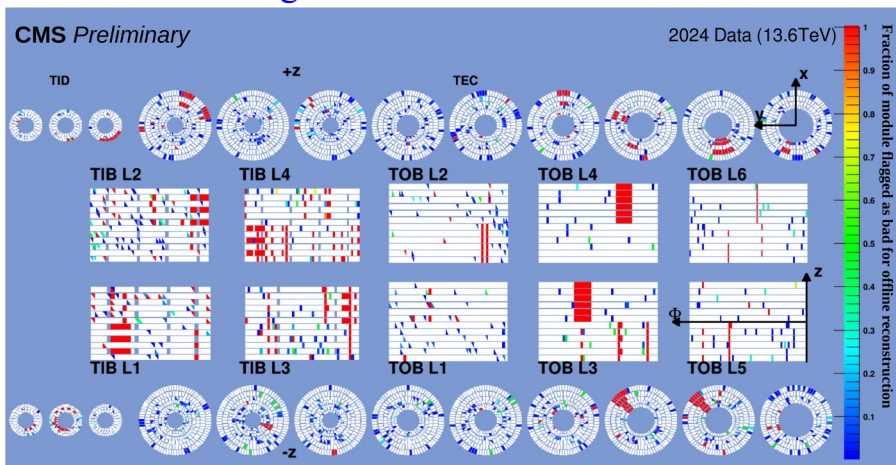 CMS Preliminary
2024 Data (13.6TeV)
TID
+z
TEC
x
y
TIB L2
TIB L4
TOB L2
TOB L4
TOB L6
z
Φ
TIB L1
TIB L3
TOB L1
TOB L3
TOB L5
-z
1
0.9
0.8
0.7
0.6
0.5
0.4
0.3
0.2
0.1
Fraction of module flagged as bad for offline reconstruction